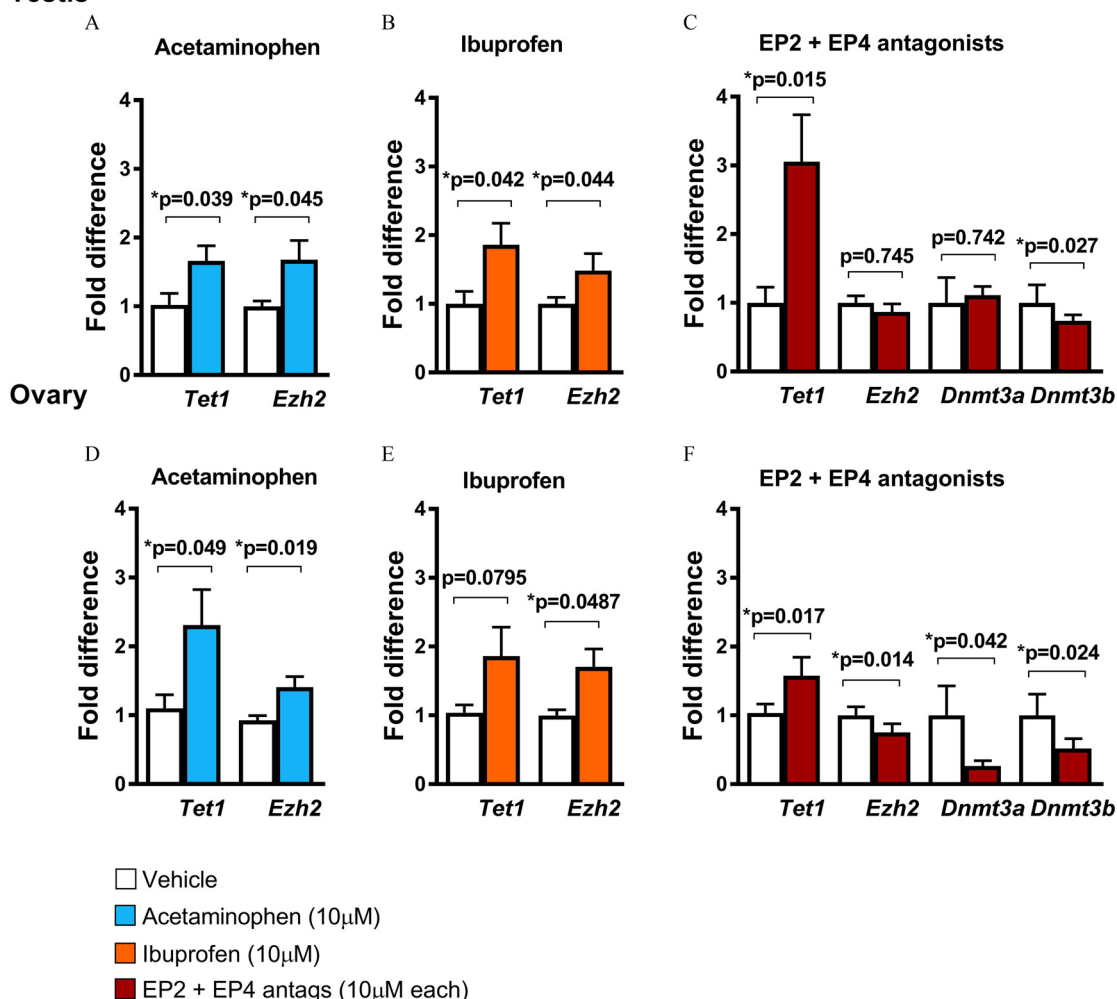 A
B
C
Acetaminophen
Ibuprofen
EP2 + EP4 antagonists
Fold difference
4
3
2
1
0
*p=0.039
*p=0.045
Tet1
Ezh2
Fold difference
4
3
2
1
0
*p=0.042
*p=0.044
Tet1
Ezh2
Fold difference
4
3
2
1
0
*p=0.015
p=0.745
p=0.742
*p=0.027
Tet1
Ezh2
Dnmt3a
Dnmt3b
Ovary
D
E
F
Acetaminophen
Ibuprofen
EP2 + EP4 antagonists
Fold difference
4
3
2
1
0
*p=0.049
*p=0.019
Tet1
Ezh2
Fold difference
4
3
2
1
0
p=0.0795
*p=0.0487
Tet1
Ezh2
Fold difference
4
3
2
1
0
*p=0.017
*p=0.014
*p=0.042
*p=0.024
Tet1
Ezh2
Dnmt3a
Dnmt3b
Vehicle
Acetaminophen (10µM)
Ibuprofen (10µM)
EP2 + EP4 antags (10µM each)